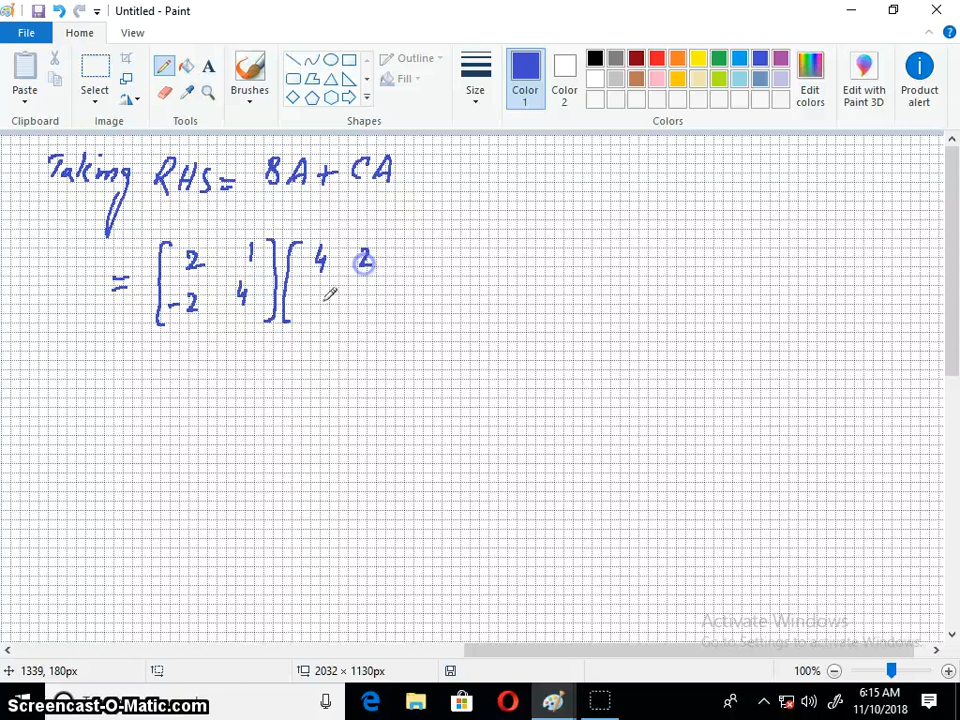 Untitled - Paint
File Home View
Paste Select Brushes Size Color 1 Color 2 Edit colors Edit with Paint 3D Product alert
Outline
Fill
Clipboard Image Tools Shapes Colors
Taking RHS = BA + CA
= [ 2 1 ] [ 4 2
-2 4
Activate Windows
Go to Settings to activate Windows.
1339, 180px 2032 × 1130px 100%
Screencast-O-Matic.com
6:15 AM
11/10/2018